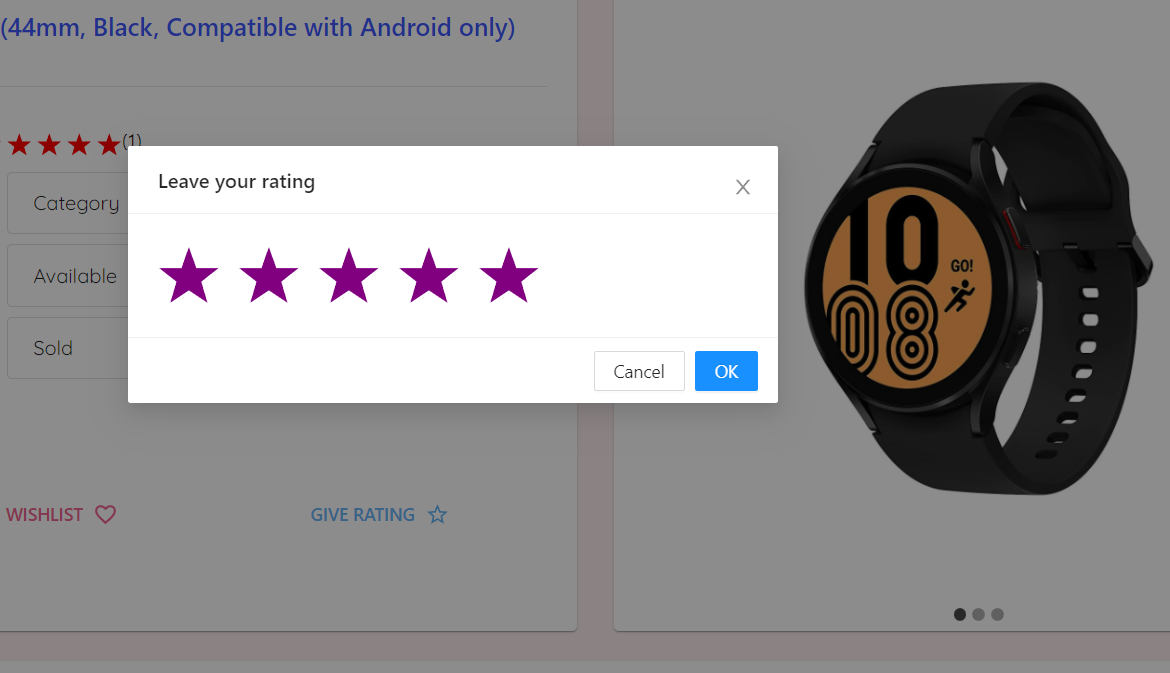 (44mm, Black, Compatible with Android only)
(1)
Leave your rating
Category
Available
Sold
Cancel
OK
WISHLIST
GIVE RATING
10
GO!
08